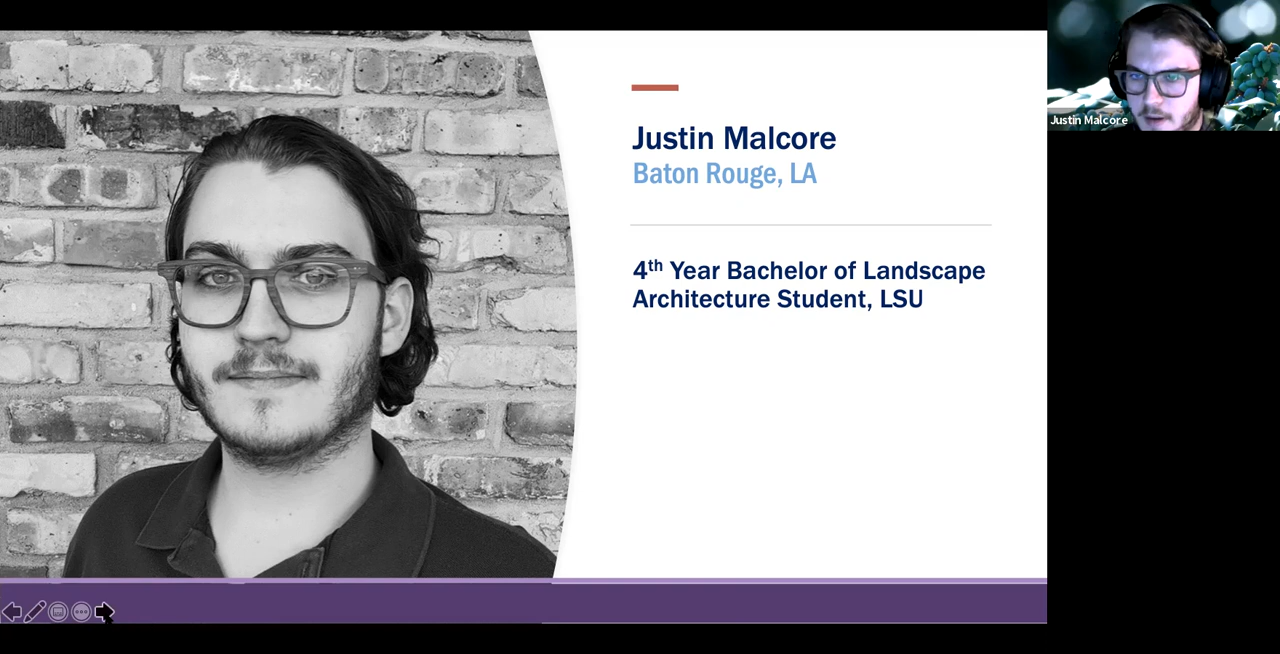 Justin Malcore
Baton Rouge, LA
4th Year Bachelor of Landscape
Architecture Student, LSU
Justin Malcore